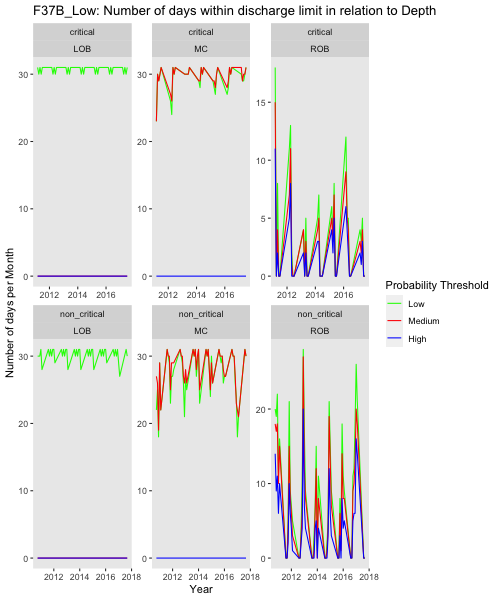 F37B_Low: Number of days within discharge limit in relation to Depth
critical critical critical
LOB MC ROB
30 30 15
20 20 10
10 10 5
0 0 0
2012 2014 2016 2012 2014 2016 2012 2014 2016
Number of days per Month
non_critical non_critical non_critical
LOB MC ROB
30 30 20
20 20 10
10 10 0
0 0
2012 2014 2016 2018 2012 2014 2016 2018 2012 2014 2016 2018
Year
Probability Threshold
Low
Medium
High